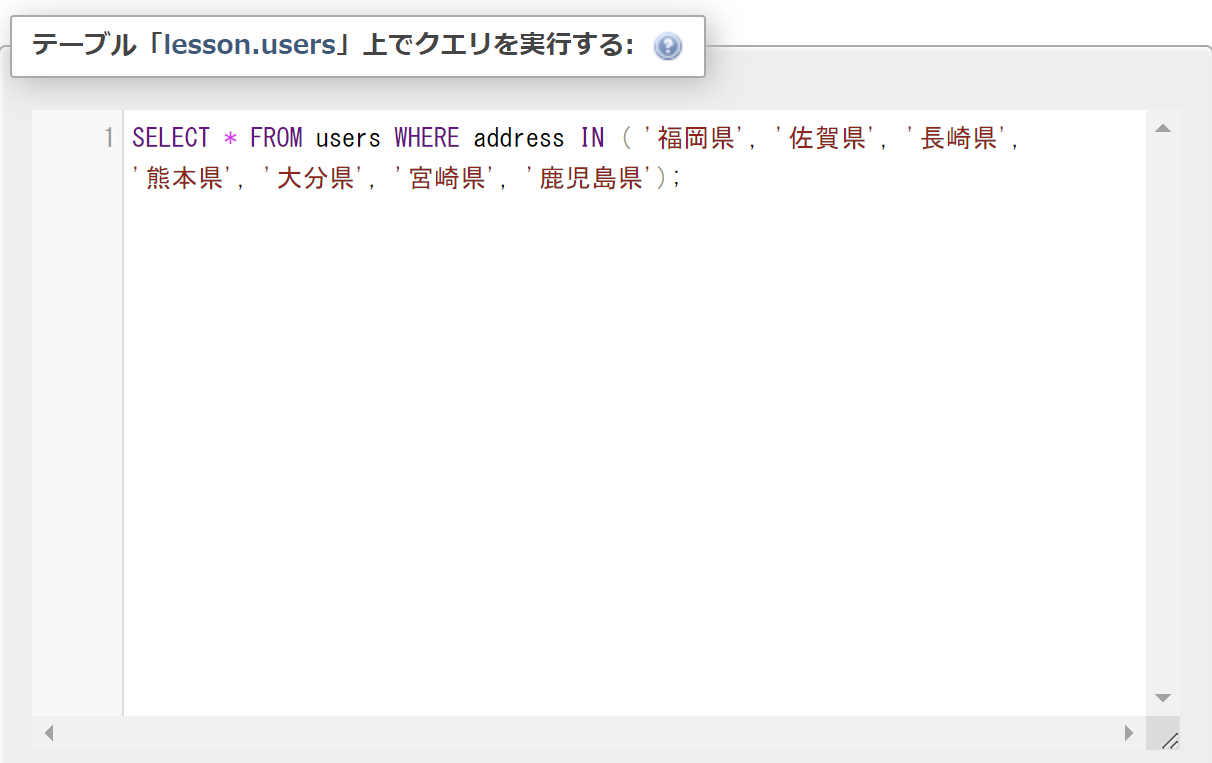 テーブル「lesson.users」上でクエリを実行する:
1 SELECT * FROM users WHERE address IN ( '福岡県', '佐賀県', '長崎県',
'熊本県', '大分県', '宮崎県', '鹿児島県');